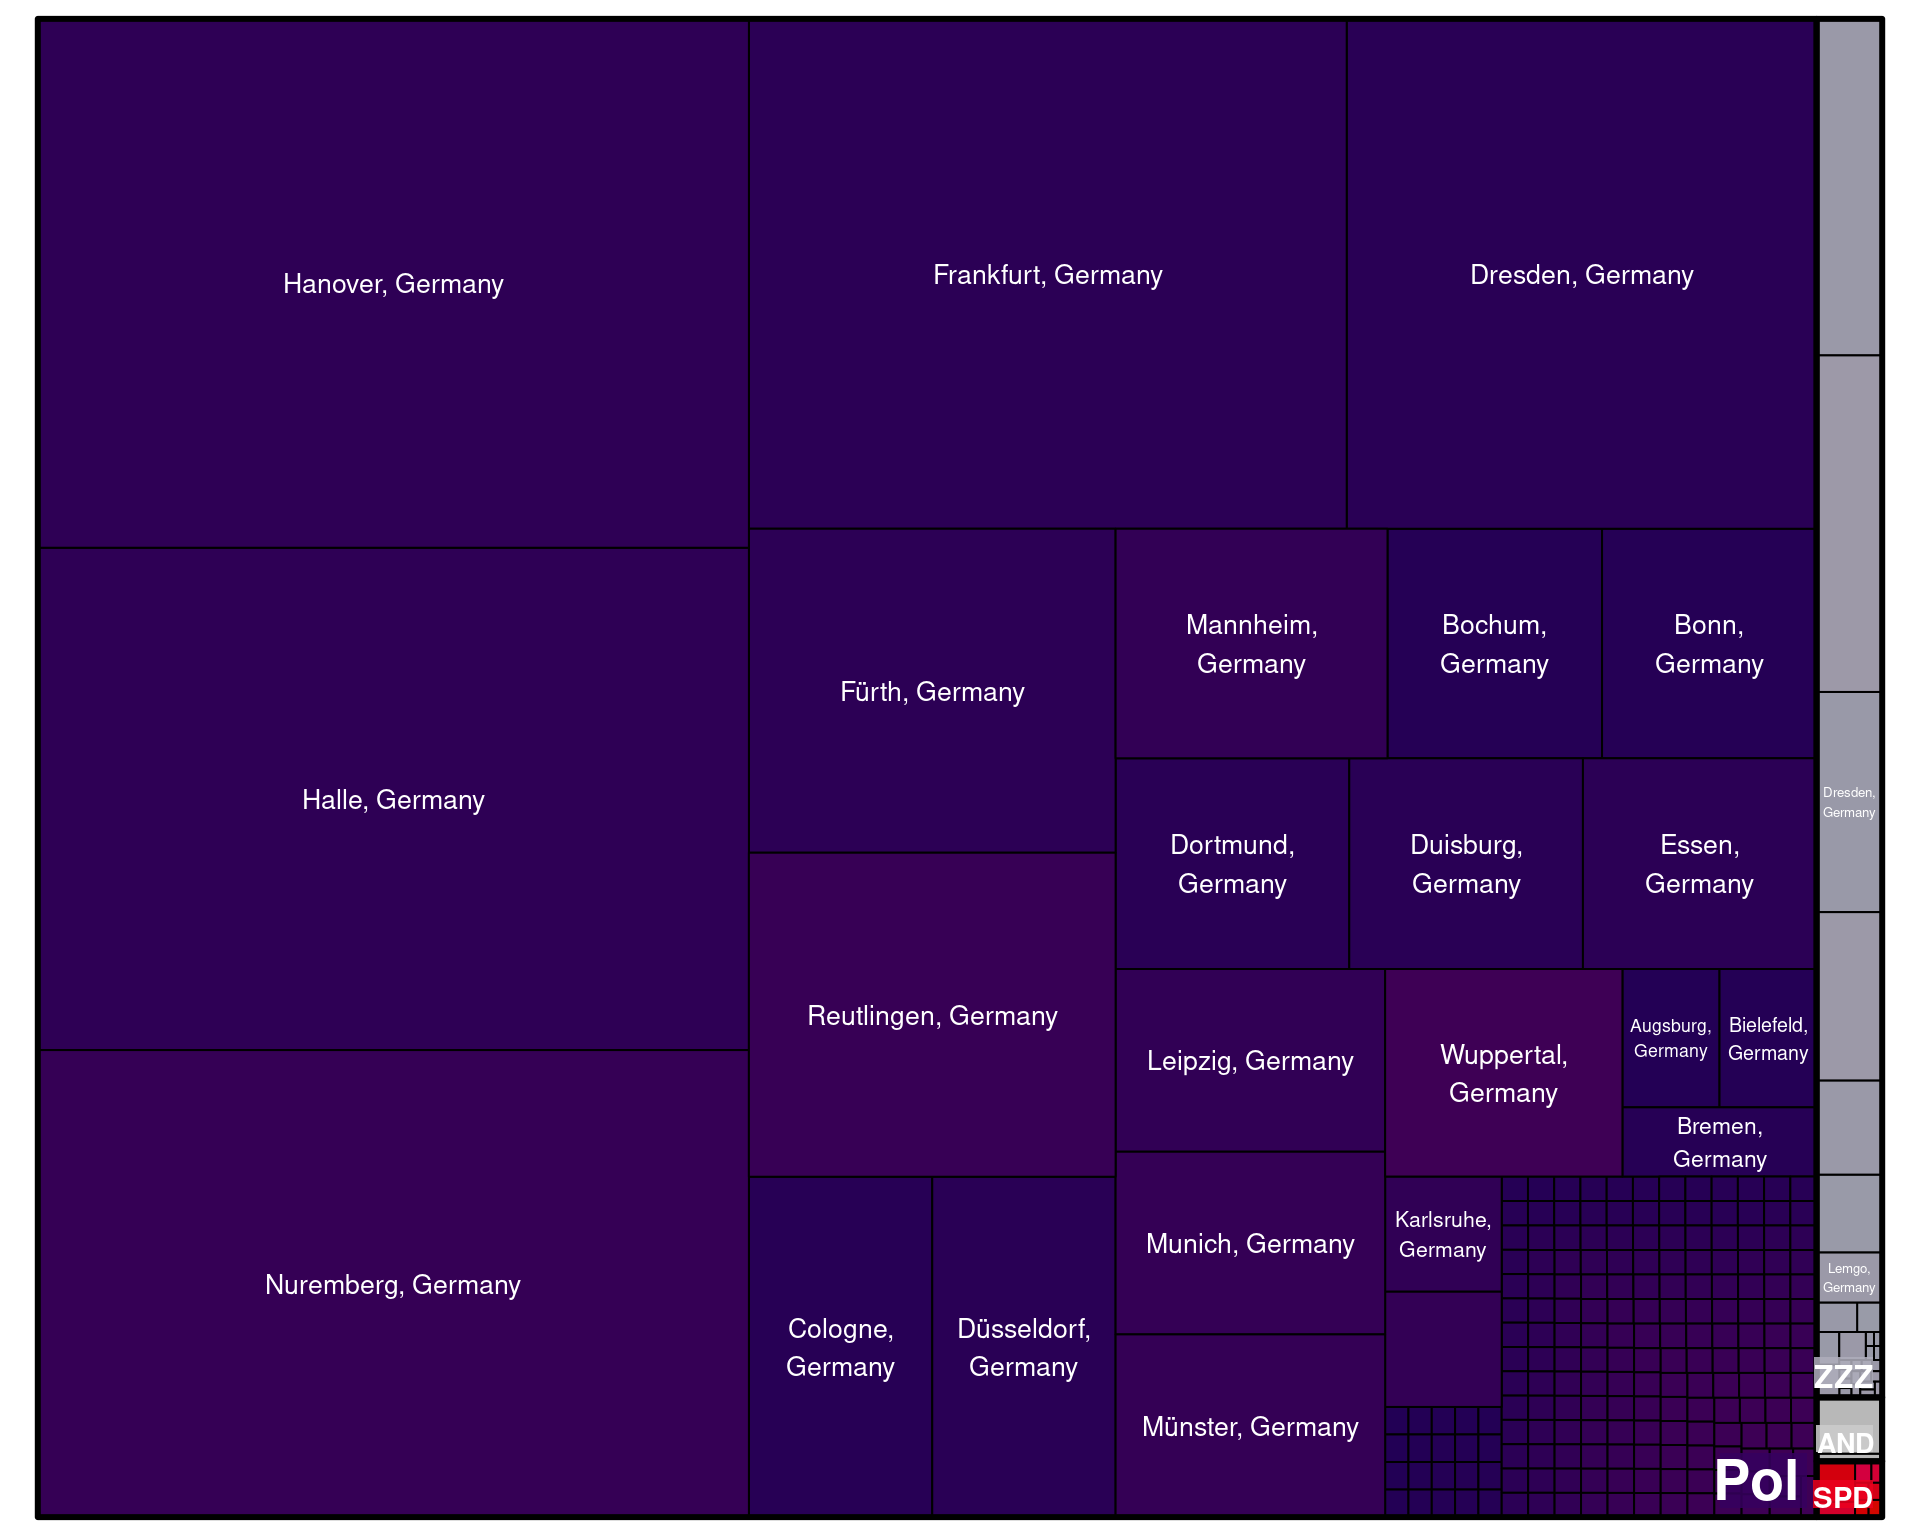 Hanover, Germany
Frankfurt, Germany
Dresden, Germany
Halle, Germany
Fürth, Germany
Mannheim,
Germany
Bochum,
Germany
Bonn,
Germany
Dortmund,
Germany
Duisburg,
Germany
Essen,
Germany
Dresden,
Germany
Reutlingen, Germany
Leipzig, Germany
Wuppertal,
Germany
Augsburg,
Germany
Bielefeld,
Germany
Bremen,
Germany
Nuremberg, Germany
Cologne,
Germany
Düsseldorf,
Germany
Munich, Germany
Karlsruhe,
Germany
Lemgo,
Germany
Münster, Germany
ZZZ
AND
Pol
SPD